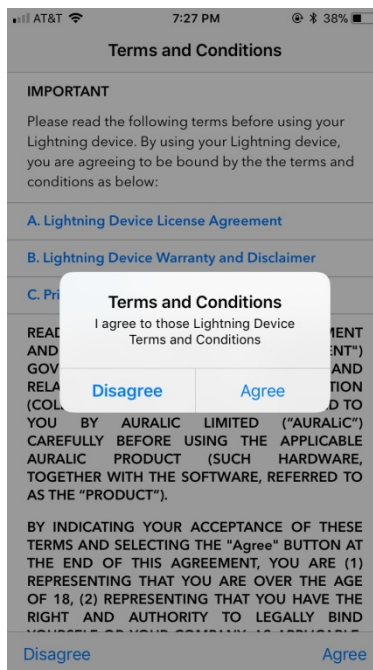 AT&T 7:27 PM 38%
Terms and Conditions
IMPORTANT
Please read the following terms before using your
Lightning device. By using your Lightning device,
you are agreeing to be bound by the the terms and
conditions as below:
A. Lightning Device License Agreement
B. Lightning Device Warranty and Disclaimer
C. Pri
Terms and Conditions
I agree to those Lightning Device
Terms and Conditions
Disagree Agree
READ MENT
AND ENT")
GOV AND
RELA TION
(COL D TO
YOU BY AURALIC LIMITED ("AURALiC")
CAREFULLY BEFORE USING THE APPLICABLE
AURALIC PRODUCT (SUCH HARDWARE,
TOGETHER WITH THE SOFTWARE, REFERRED TO
AS THE "PRODUCT").
BY INDICATING YOUR ACCEPTANCE OF THESE
TERMS AND SELECTING THE "Agree" BUTTON AT
THE END OF THIS AGREEMENT, YOU ARE (1)
REPRESENTING THAT YOU ARE OVER THE AGE
OF 18, (2) REPRESENTING THAT YOU HAVE THE
RIGHT AND AUTHORITY TO LEGALLY BIND
Disagree Agree